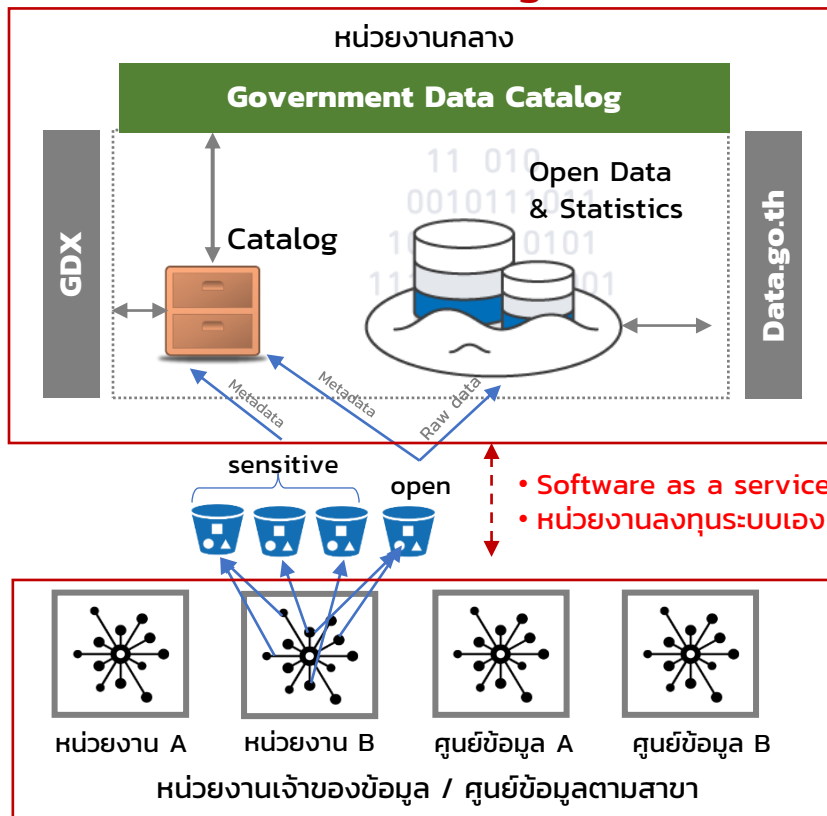 หน่วยงานกลาง
Government Data Catalog
GDX
Data.go.th
11 010
0010111011
Open Data
& Statistics
Catalog
Metadata
Metadata
Raw data
sensitive
open
• Software as a service
• หน่วยงานลงทุนระบบเอง
หน่วยงาน A
หน่วยงาน B
ศูนย์ข้อมูล A
ศูนย์ข้อมูล B
หน่วยงานเจ้าของข้อมูล / ศูนย์ข้อมูลตามสาขา